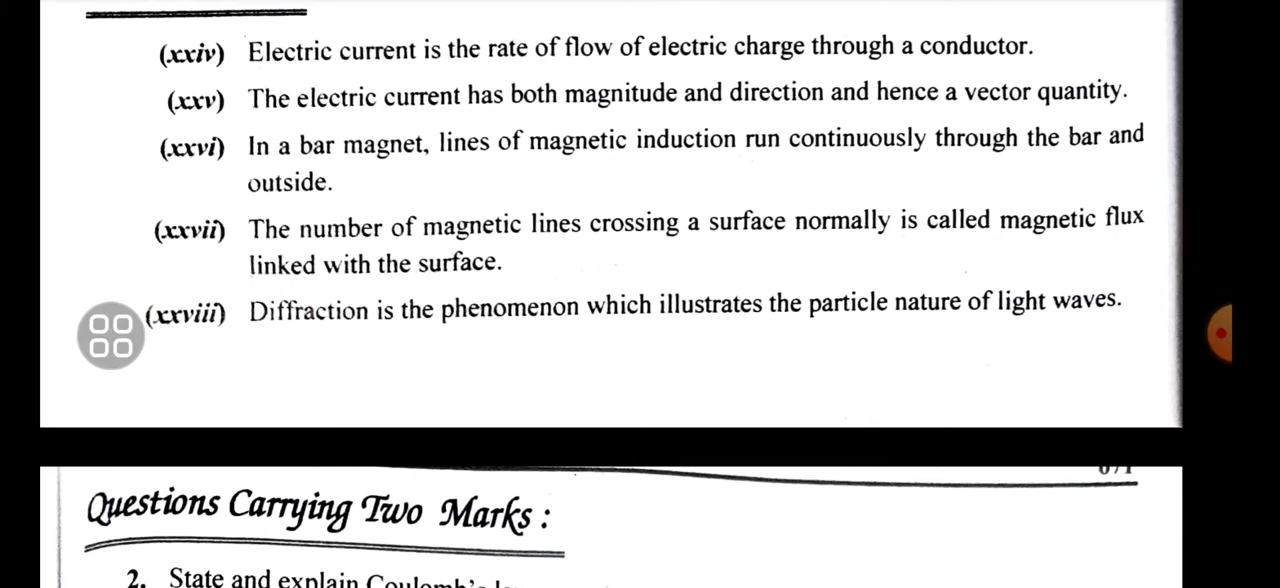 (xxiv) Electric current is the rate of flow of electric charge through a conductor.
(xxv) The electric current has both magnitude and direction and hence a vector quantity.
(xxvi) In a bar magnet, lines of magnetic induction run continuously through the bar and
outside.
(xxvii) The number of magnetic lines crossing a surface normally is called magnetic flux
linked with the surface.
(xxviii) Diffraction is the phenomenon which illustrates the particle nature of light waves.
Questions Carrying Two Marks :
2. State and explain Coulomb's